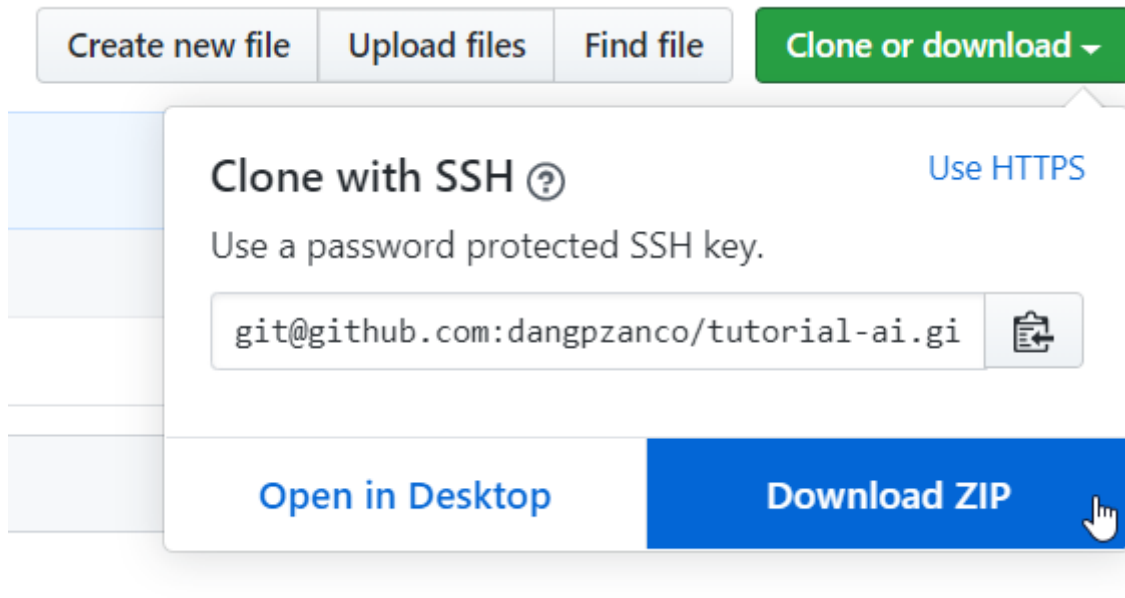 Create new file Upload files Find file Clone or download
Clone with SSH Use HTTPS
Use a password protected SSH key.
git@github.com:dangpzanco/tutorial-ai.gi
Open in Desktop Download ZIP